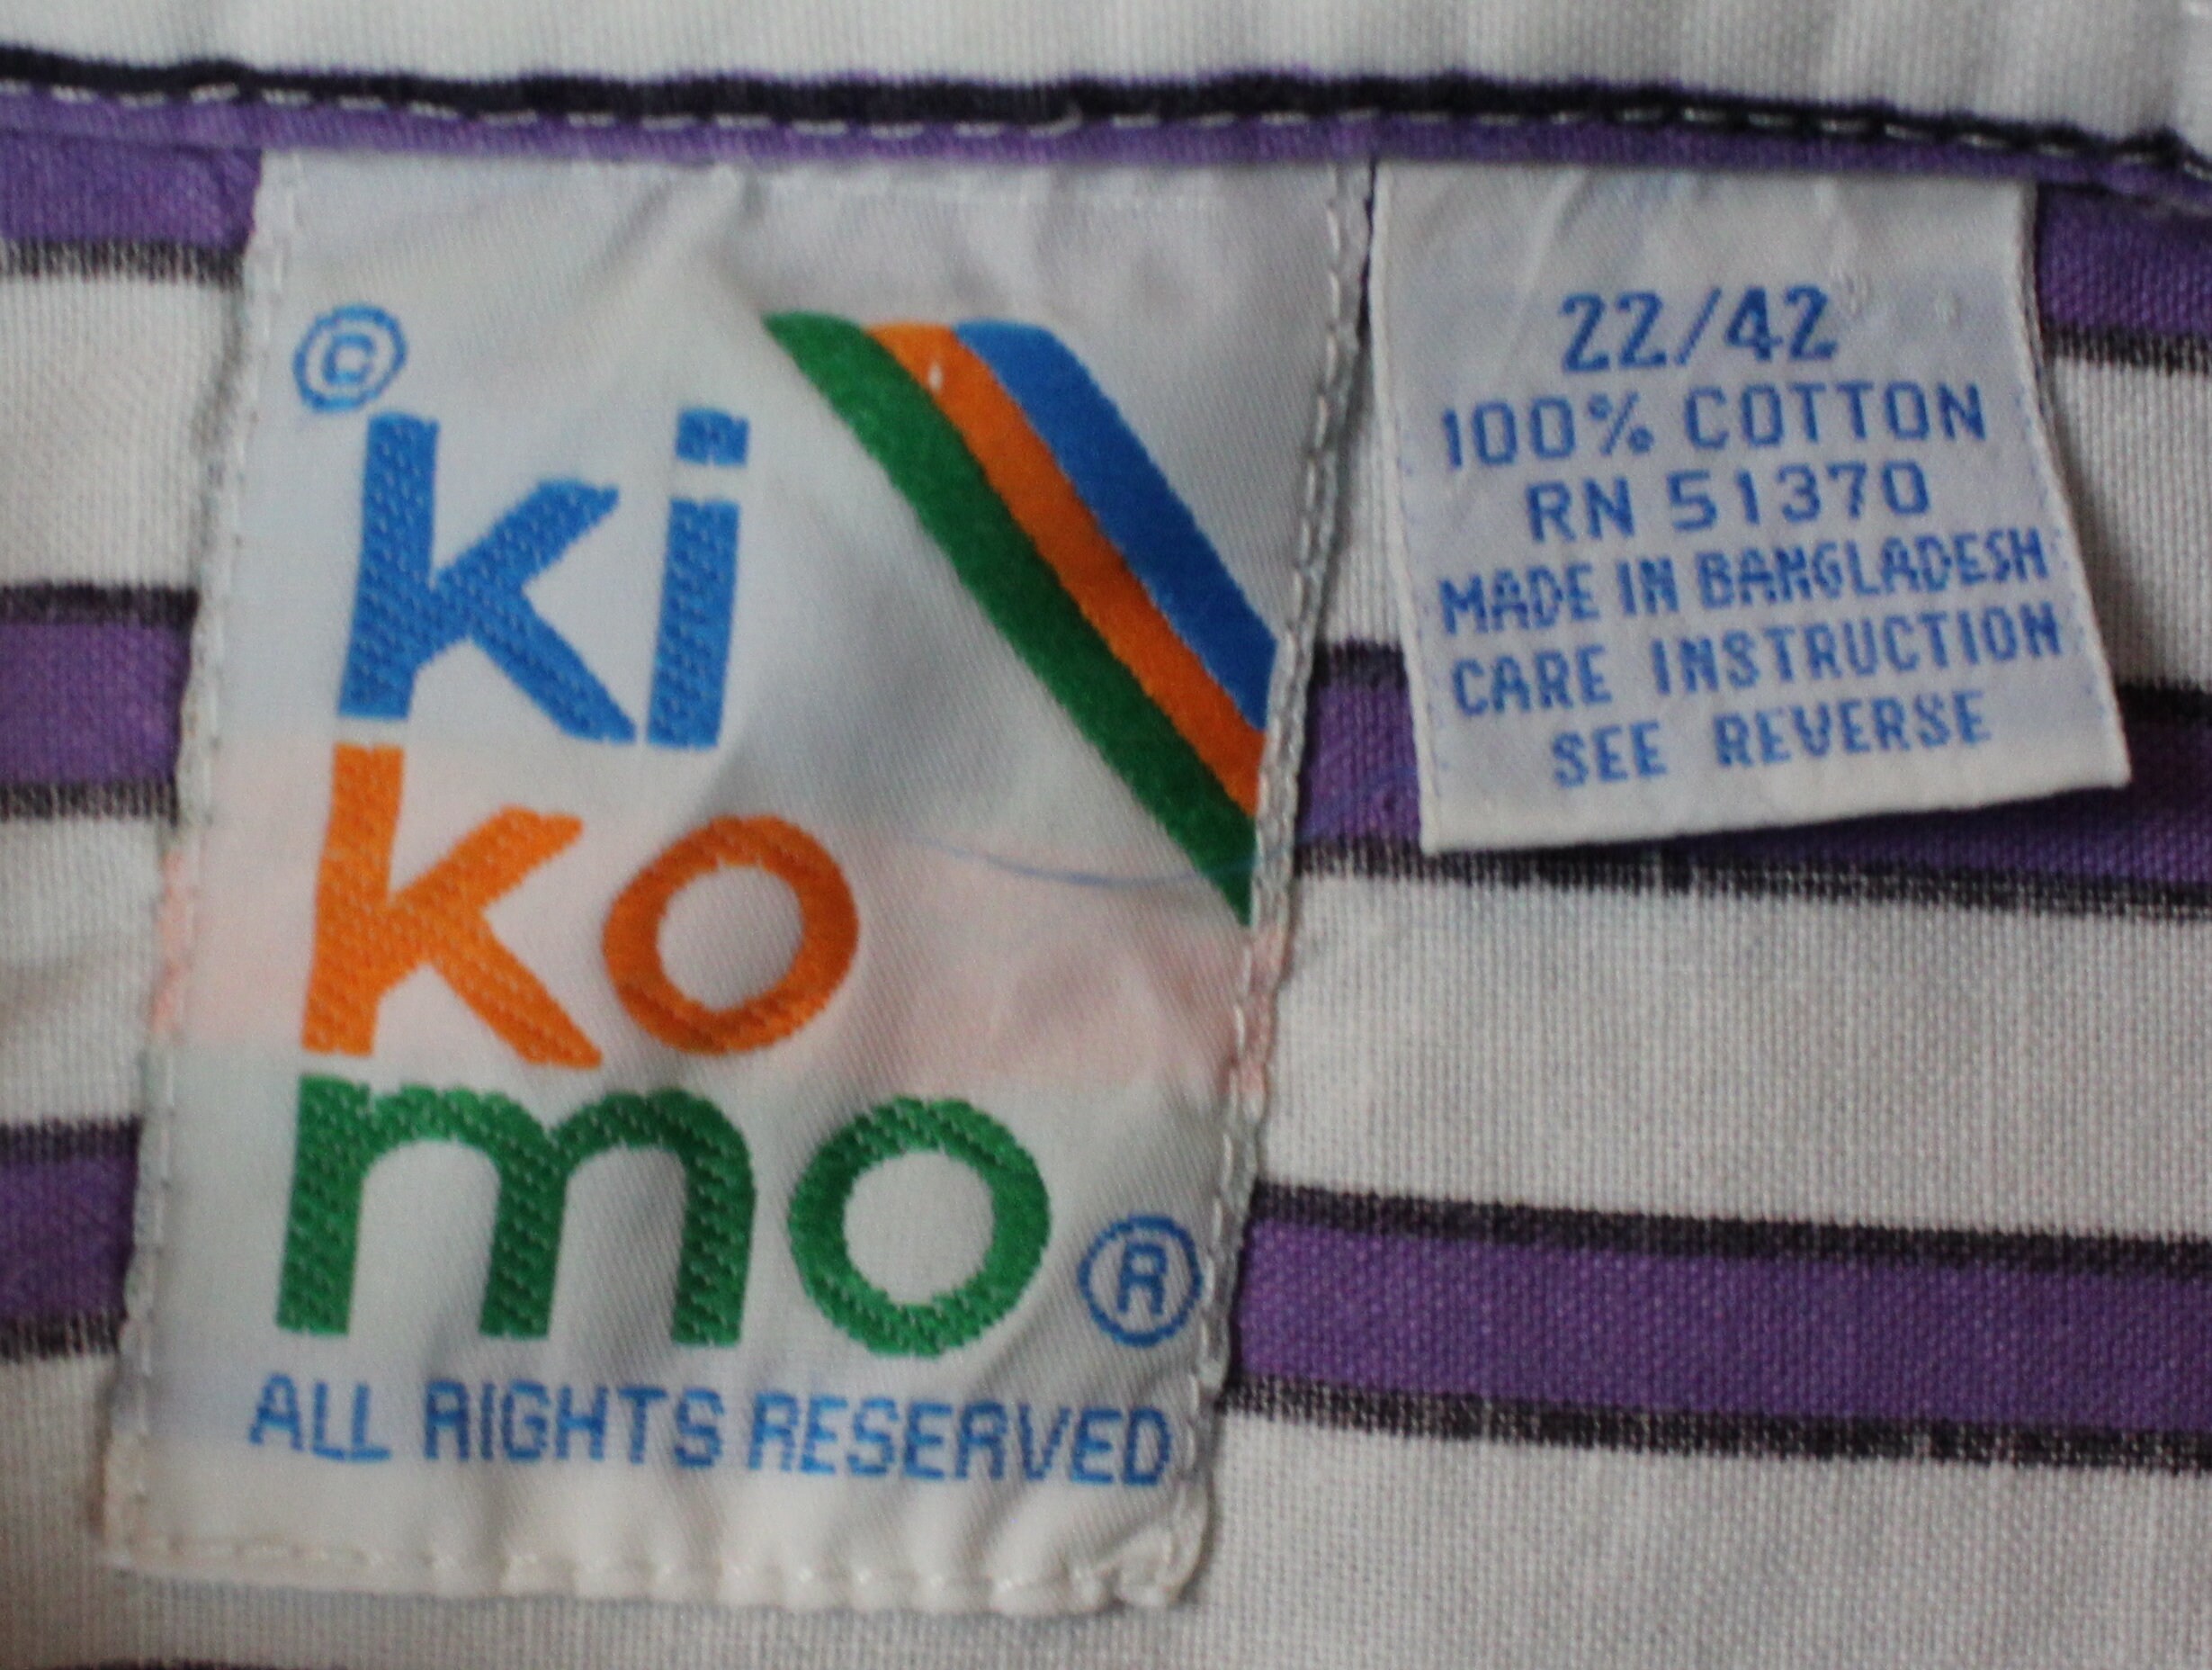 ©
ki
ko
mo ®
ALL RIGHTS RESERVED
22/42
100% COTTON
RN 51370
MADE IN BANGLADESH
CARE INSTRUCTION
SEE REVERSE